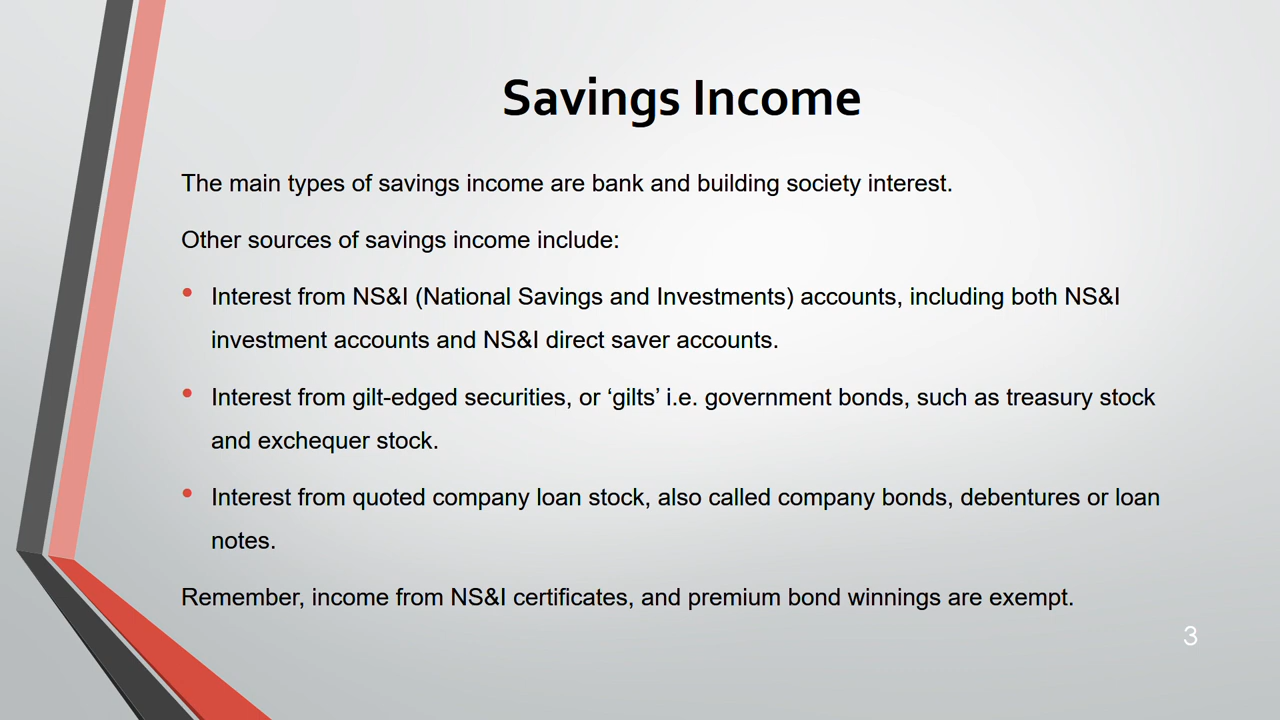 Savings Income
The main types of savings income are bank and building society interest.
Other sources of savings income include:
• Interest from NS&I (National Savings and Investments) accounts, including both NS&I
investment accounts and NS&I direct saver accounts.
• Interest from gilt-edged securities, or ‘gilts’ i.e. government bonds, such as treasury stock
and exchequer stock.
• Interest from quoted company loan stock, also called company bonds, debentures or loan
notes.
Remember, income from NS&I certificates, and premium bond winnings are exempt.
3